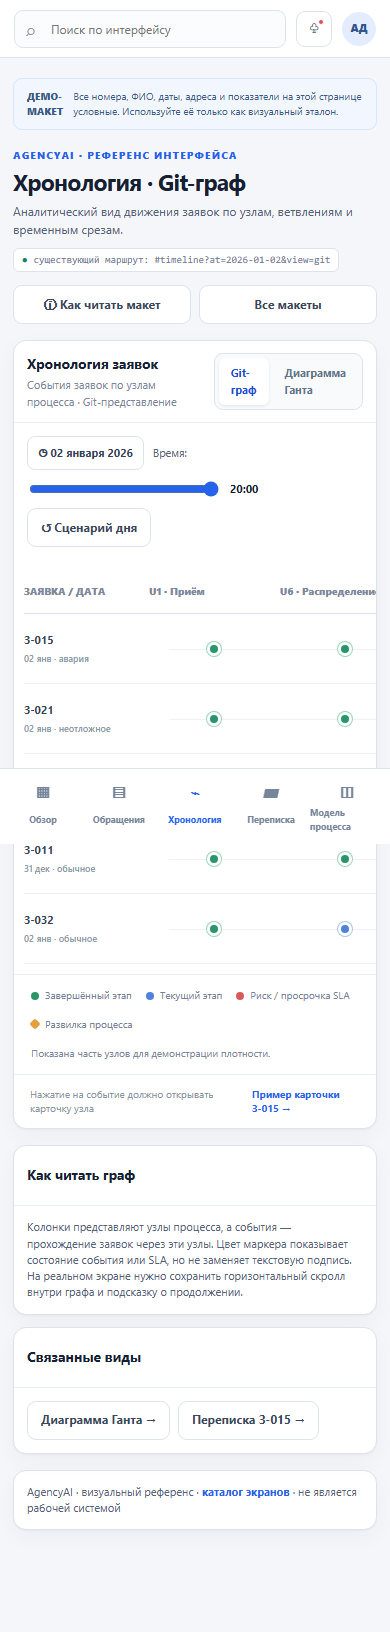 Поиск по интерфейсу
АД
ДЕМО-
МАКЕТ
Все номера, ФИО, даты, адреса и показатели на этой странице
условные. Используйте её только как визуальный эталон.
AGENCYAI • РЕФЕРЕНС ИНТЕРФЕЙСА
Хронология · Git-граф
Аналитический вид движения заявок по узлам, ветвлениям и
временным срезам.
существующий маршрут: #timeline?at=2026-01-02&view=git
Как читать макет
Все макеты
Хронология заявок
События заявок по узлам
процесса · Git-представление
Git-
граф
Диаграмма
Ганта
02 января 2026
Время:
20:00
↺ Сценарий дня
ЗАЯВКА / ДАТА
U1 · Приём
U6 · Распределени
З-015
02 янв · авария
З-021
02 янв · неотложное
Обзор
Обращения
Хронология
Переписка
Модель
процесса
З-011
31 дек · обычное
З-032
02 янв · обычное
Завершённый этап
Текущий этап
Риск / просрочка SLA
Развилка процесса
Показана часть узлов для демонстрации плотности.
Нажатие на событие должно открывать
карточку узла
Пример карточки
З-015 →
Как читать граф
Колонки представляют узлы процесса, а события —
прохождение заявок через эти узлы. Цвет маркера показывает
состояние события или SLA, но не заменяет текстовую подпись.
На реальном экране нужно сохранить горизонтальный скролл
внутри графа и подсказку о продолжении.
Связанные виды
Диаграмма Ганта →
Переписка З-015 →
AgencyAI · визуальный референс · каталог экранов · не является
рабочей системой